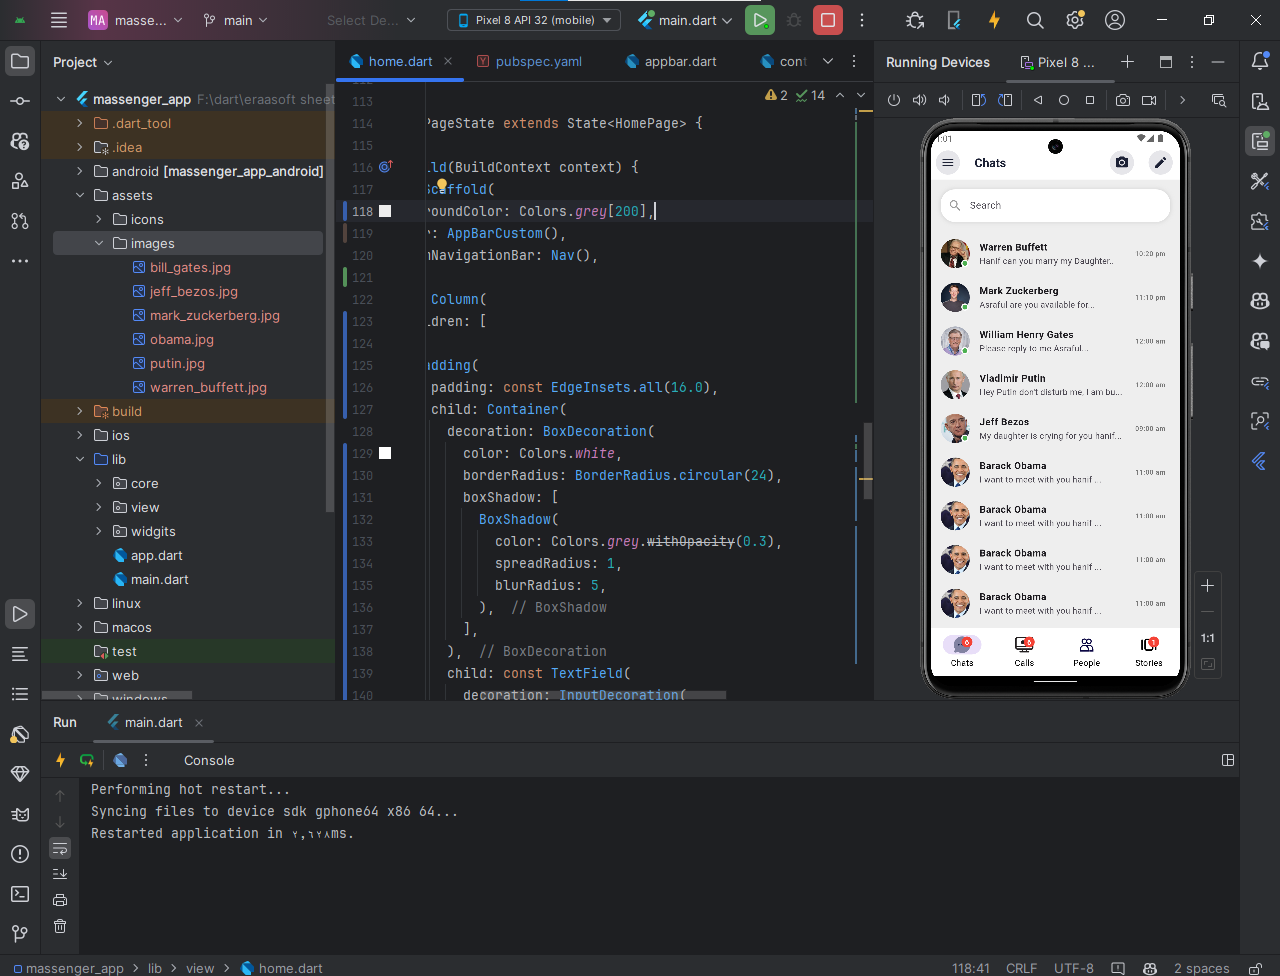 MA masse...
main
Select De...
Pixel 8 API 32 (mobile)
main.dart
Project
home.dart
pubspec.yaml
appbar.dart
cont
Running Devices
Pixel 8 ...
massenger_app F:\dart\eraasoft sheet
.dart_tool
.idea
android [massenger_app_android]
assets
icons
images
bill_gates.jpg
jeff_bezos.jpg
mark_zuckerberg.jpg
obama.jpg
putin.jpg
warren_buffett.jpg
build
ios
lib
core
view
widgits
app.dart
main.dart
linux
macos
test
web
windows
2 14
113
114 PageState extends State<HomePage> {
115
116 ild(BuildContext context) {
117 Scaffold(
118 roundColor: Colors.grey[200],
119 r: AppBarCustom(),
120 mNavigationBar: Nav(),
121
122 Column(
123 ldren: [
124
125 adding(
126 padding: const EdgeInsets.all(16.0),
127 child: Container(
128 decoration: BoxDecoration(
129 color: Colors.white,
130 borderRadius: BorderRadius.circular(24),
131 boxShadow: [
132 BoxShadow(
133 color: Colors.grey.withOpacity(0.3),
134 spreadRadius: 1,
135 blurRadius: 5,
136 ), // BoxShadow
137 ],
138 ), // BoxDecoration
139 child: const TextField(
140 decoration: InputDecoration(
1:01
Chats
Search
Warren Buffett
Hanif can you marry my Daughter..
10:20 pm
Mark Zuckerberg
Asraful are you available for...
11:10 pm
William Henry Gates
Please reply to me Asraful...
12:00 am
Vladimir Putin
Hey Putin don't disturb me, I am bu...
12:00 am
Jeff Bezos
My daughter is crying for you hanif...
09:00 am
Barack Obama
I want to meet with you hanif ...
11:00 am
Barack Obama
I want to meet with you hanif ...
11:00 am
Barack Obama
I want to meet with you hanif ...
11:00 am
Barack Obama
I want to meet with you hanif ...
11:00 am
6 6 1
Chats Calls People Stories
1:1
Run
main.dart
Console
Performing hot restart...
Syncing files to device sdk gphone64 x86 64...
Restarted application in ٢,٦٢٨ms.
massenger_app > lib > view > home.dart
118:41 CRLF UTF-8 2 spaces